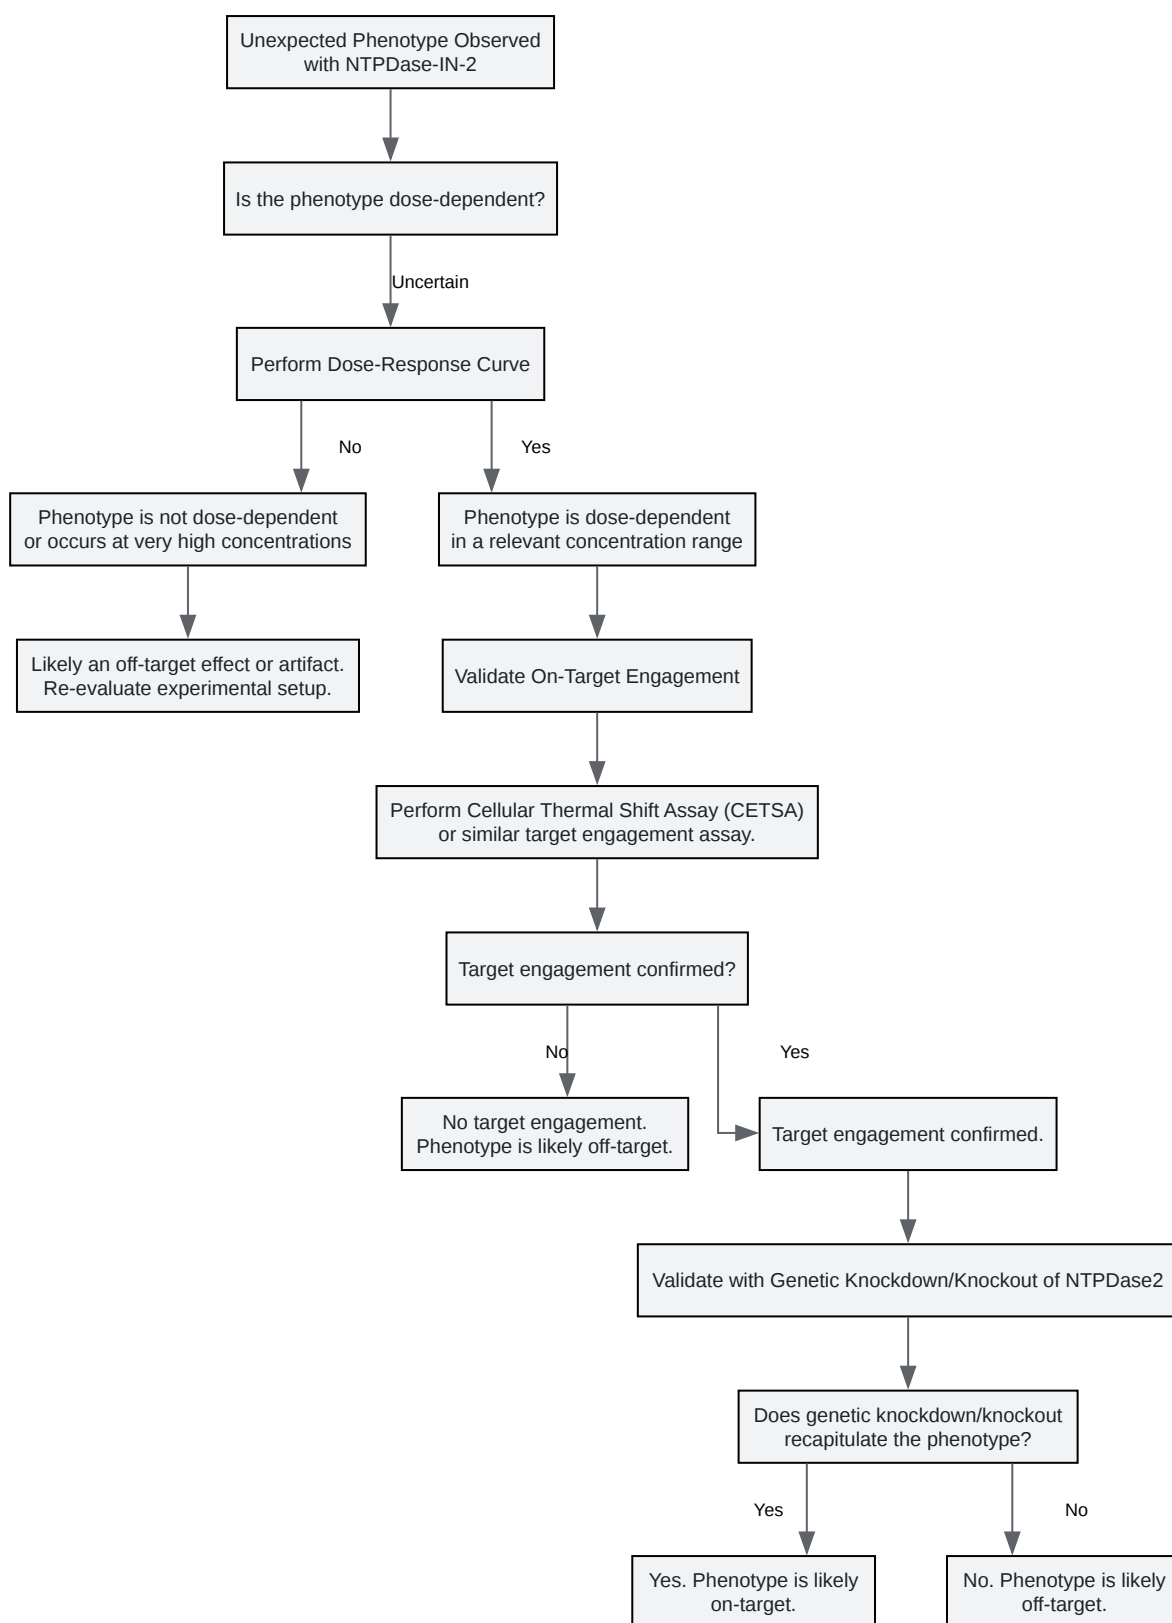 Unexpected Phenotype Observed
with NTPDase-IN-2
Is the phenotype dose-dependent?
Uncertain
Perform Dose-Response Curve
No
Yes
Phenotype is not dose-dependent
or occurs at very high concentrations
Phenotype is dose-dependent
in a relevant concentration range
Likely an off-target effect or artifact.
Re-evaluate experimental setup.
Validate On-Target Engagement
Perform Cellular Thermal Shift Assay (CETSA)
or similar target engagement assay.
Target engagement confirmed?
No
Yes
No target engagement.
Phenotype is likely off-target.
Target engagement confirmed.
Validate with Genetic Knockdown/Knockout of NTPDase2
Does genetic knockdown/knockout
recapitulate the phenotype?
Yes
No
Yes. Phenotype is likely
on-target.
No. Phenotype is likely
off-target.